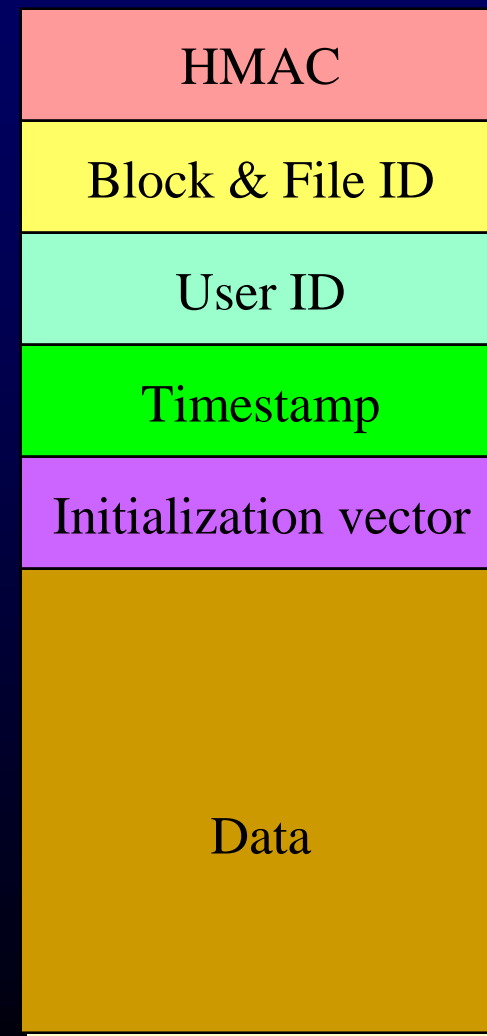 HMAC
Block & File ID
User ID
Timestamp
Initialization vector
Data